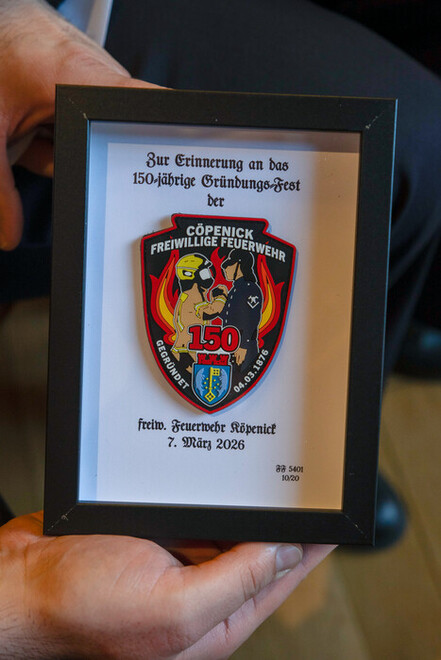 Zur Erinnerung an das
150-jährige Gründungs-Fest
der
CÖPENICK
FREIWILLIGE FEUERWEHR
150
GEGRÜNDET
04.03.1876
freiw. Feuerwehr Köpenick
7. März 2026
FF 5401
10/20